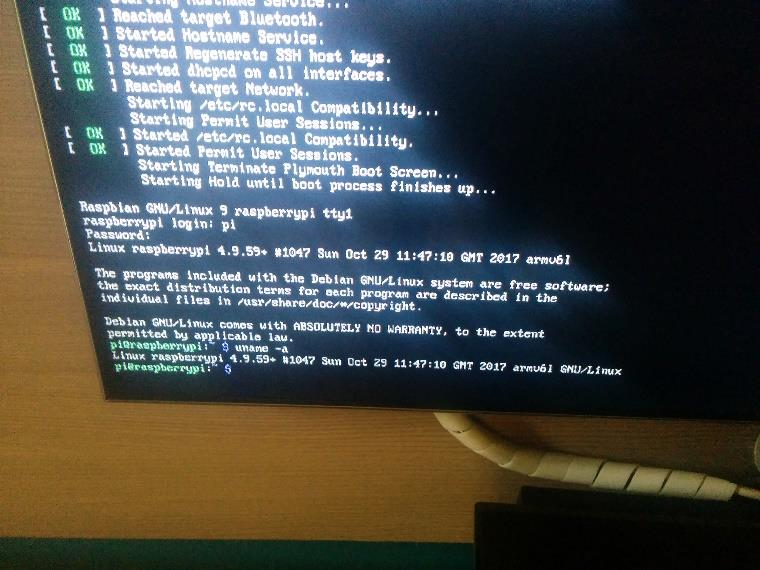 Starting Hostname Service...
[ OK ] Reached target Bluetooth.
[ OK ] Started Hostname Service.
[ OK ] Started Regenerate SSH host keys.
[ OK ] Started dhcpcd on all interfaces.
[ OK ] Reached target Network.
Starting /etc/rc.local Compatibility...
Starting Permit User Sessions...
[ OK ] Started /etc/rc.local Compatibility.
[ OK ] Started Permit User Sessions.
Starting Terminate Plymouth Boot Screen...
Starting Hold until boot process finishes up...
Raspbian GNU/Linux 9 raspberrypi tty1
raspberrypi login: pi
Password:
Linux raspberrypi 4.9.59+ #1047 Sun Oct 29 11:47:10 GMT 2017 armv6l
The programs included with the Debian GNU/Linux system are free software;
the exact distribution terms for each program are described in the
individual files in /usr/share/doc/*/copyright.
Debian GNU/Linux comes with ABSOLUTELY NO WARRANTY, to the extent
permitted by applicable law.
pi@raspberrypi:~ $ uname -a
Linux raspberrypi 4.9.59+ #1047 Sun Oct 29 11:47:10 GMT 2017 armv6l GNU/Linux
pi@raspberrypi:~ $